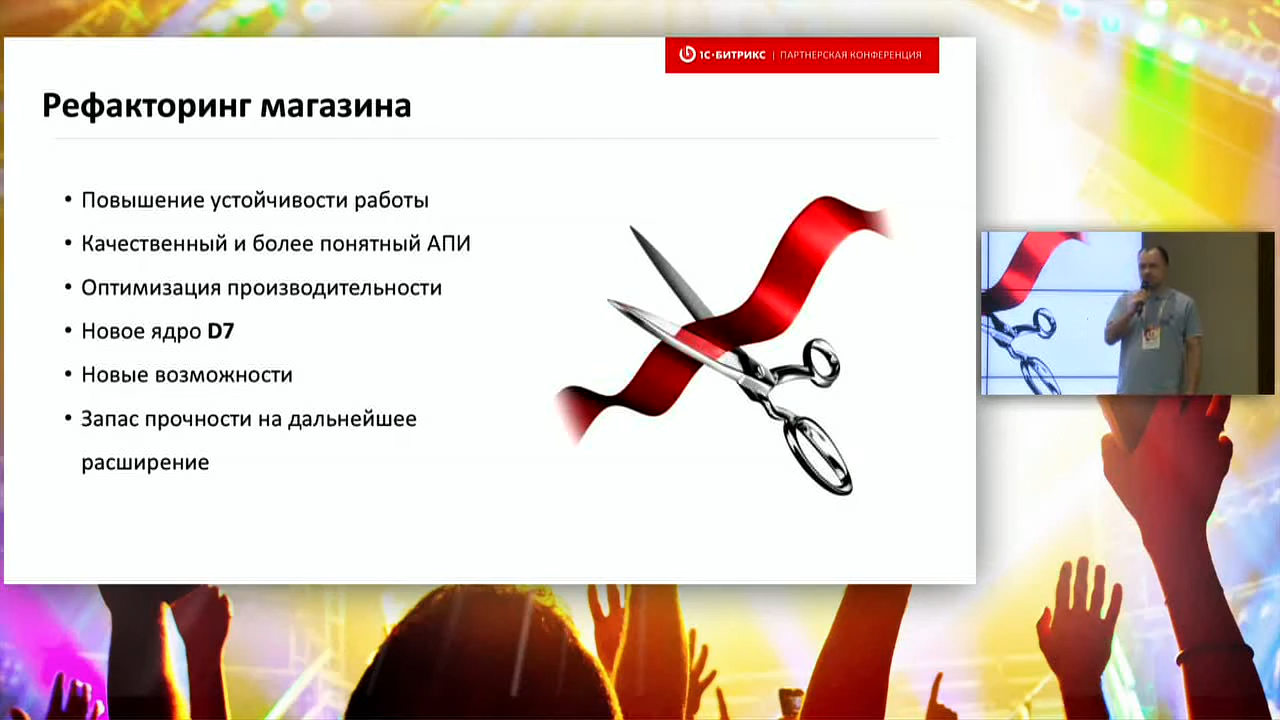 1С·БИТРИКС | ПАРТНЕРСКАЯ КОНФЕРЕНЦИЯ
Рефакторинг магазина
• Повышение устойчивости работы
• Качественный и более понятный АПИ
• Оптимизация производительности
• Новое ядро D7
• Новые возможности
• Запас прочности на дальнейшее
расширение